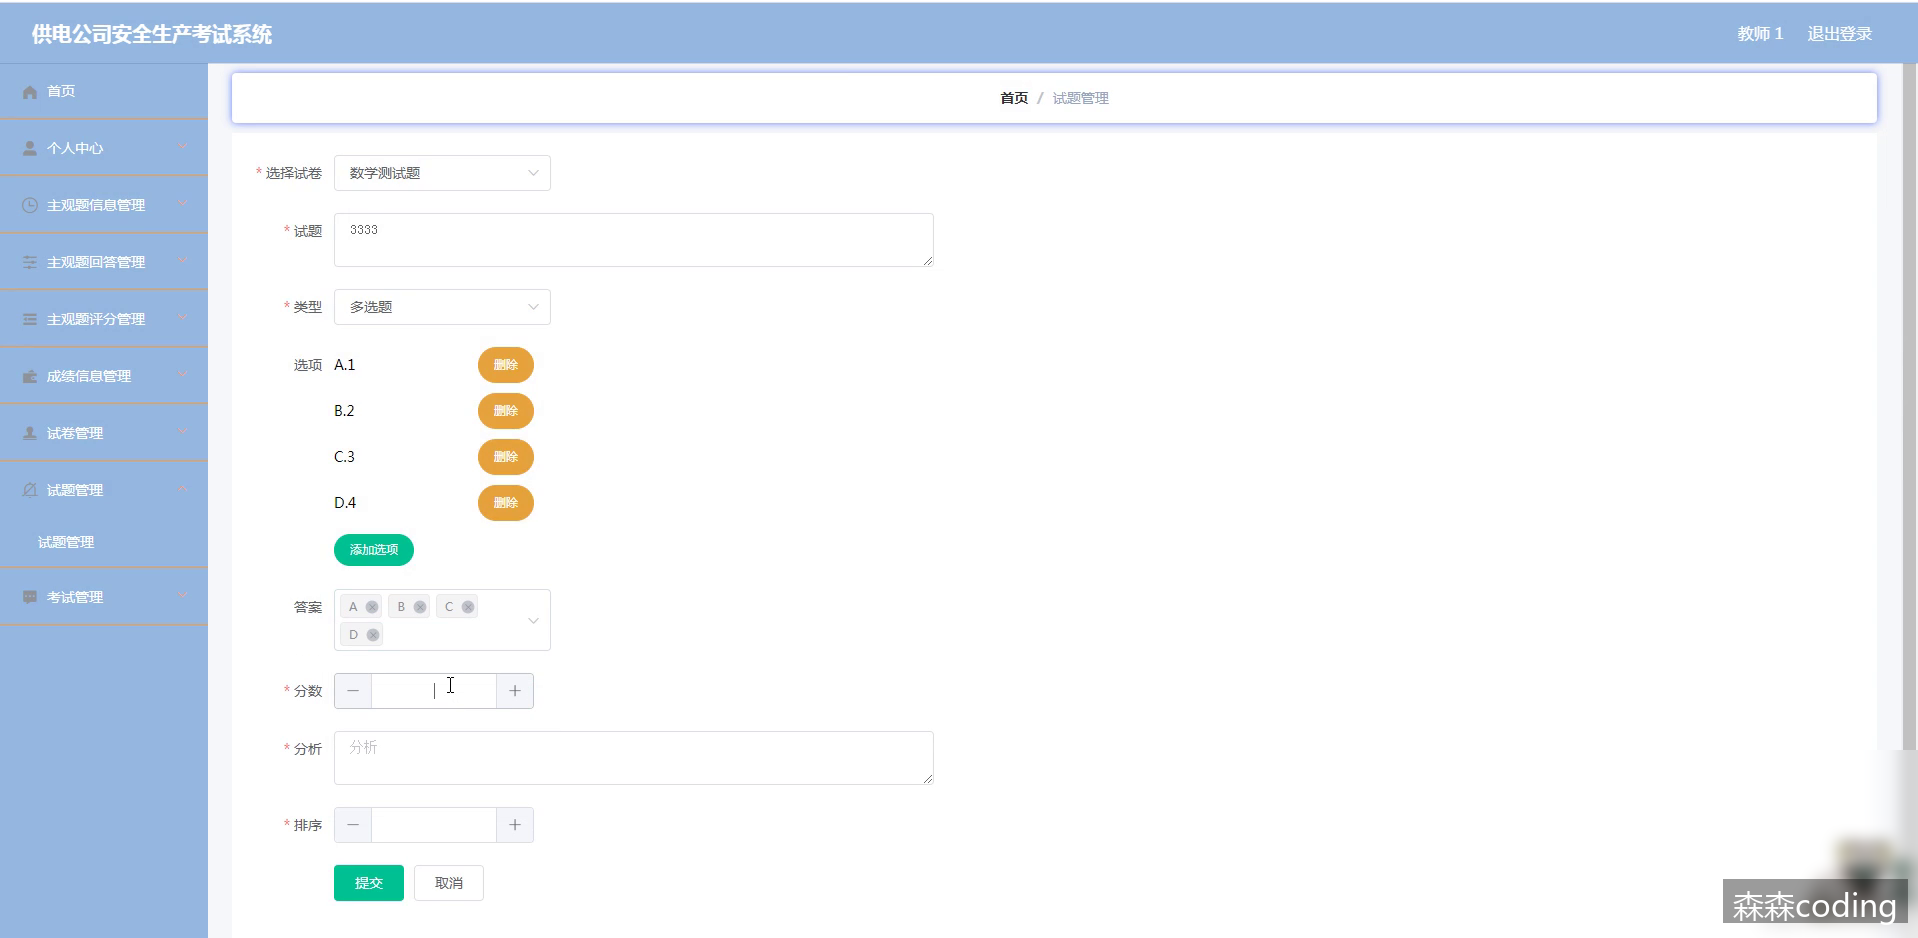 供电公司安全生产考试系统
教师 1 退出登录
首页
个人中心
主观题信息管理
主观题回答管理
主观题评分管理
成绩信息管理
试卷管理
试题管理
试题管理
考试管理
首页 / 试题管理
* 选择试卷 数学测试题
* 试题 3333
* 类型 多选题
选项 A.1 删除
B.2 删除
C.3 删除
D.4 删除
添加选项
答案 A B C
D
* 分数
* 分析 分析
* 排序
提交 取消
森森coding